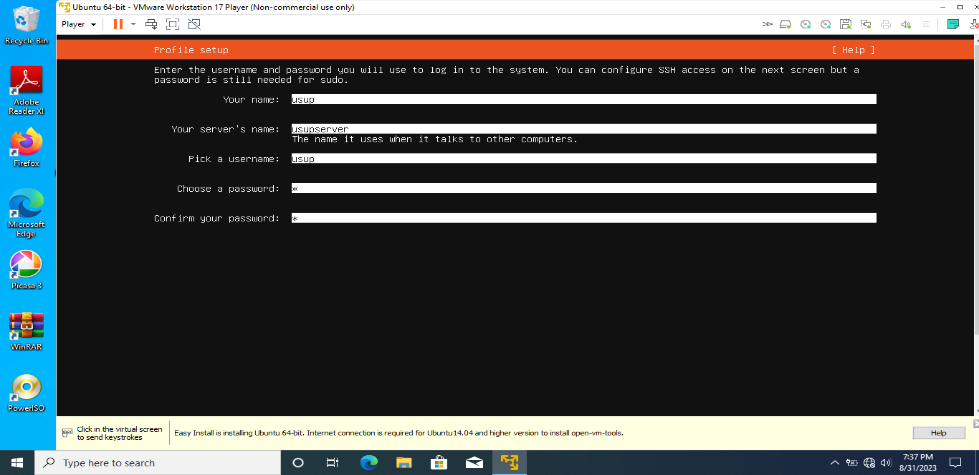 Ubuntu 64-bit - VMware Workstation 17 Player (Non-commercial use only)
Player
Recycle Bin
Adobe
Reader XI
Firefox
Microsoft
Edge
Picasa 3
WinRAR
PowerISO
Profile setup [ Help ]
Enter the username and password you will use to log in to the system. You can configure SSH access on the next screen but a
password is still needed for sudo.
Your name: usup
Your server's name: usupserver
The name it uses when it talks to other computers.
Pick a username: usup
Choose a password: *
Confirm your password: *
Click in the virtual screen
to send keystrokes
Easy Install is installing Ubuntu 64-bit. Internet connection is required for Ubuntu14.04 and higher version to install open-vm-tools.
Help
Type here to search
7:37 PM
8/31/2023